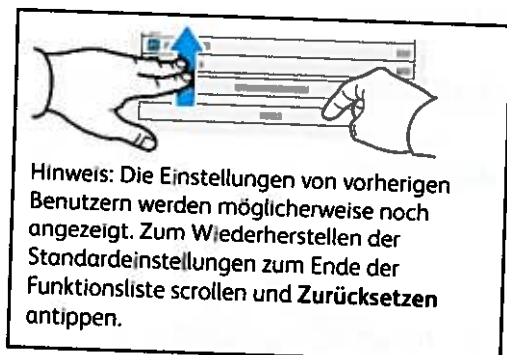 Hinweis: Die Einstellungen von vorherigen
Benutzern werden möglicherweise noch
angezeigt. Zum Wiederherstellen der
Standardeinstellungen zum Ende der
Funktionsliste scrollen und Zurücksetzen
antippen.